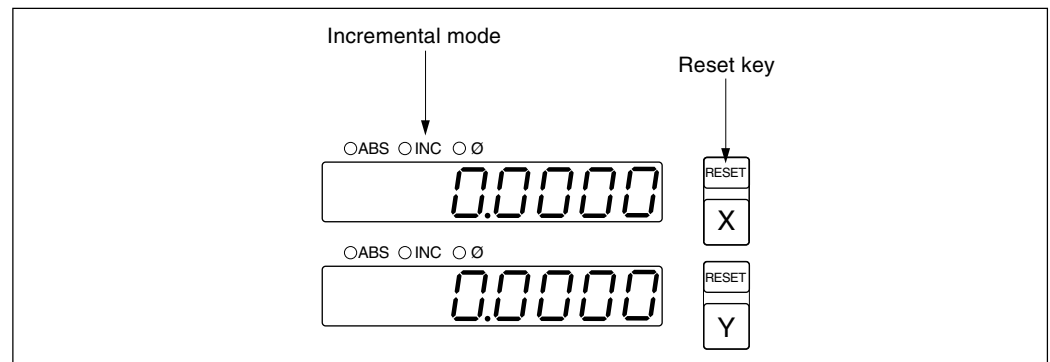 Incremental mode
Reset key
ABS INC Ø
0.0000
RESET
X
ABS INC Ø
0.0000
RESET
Y